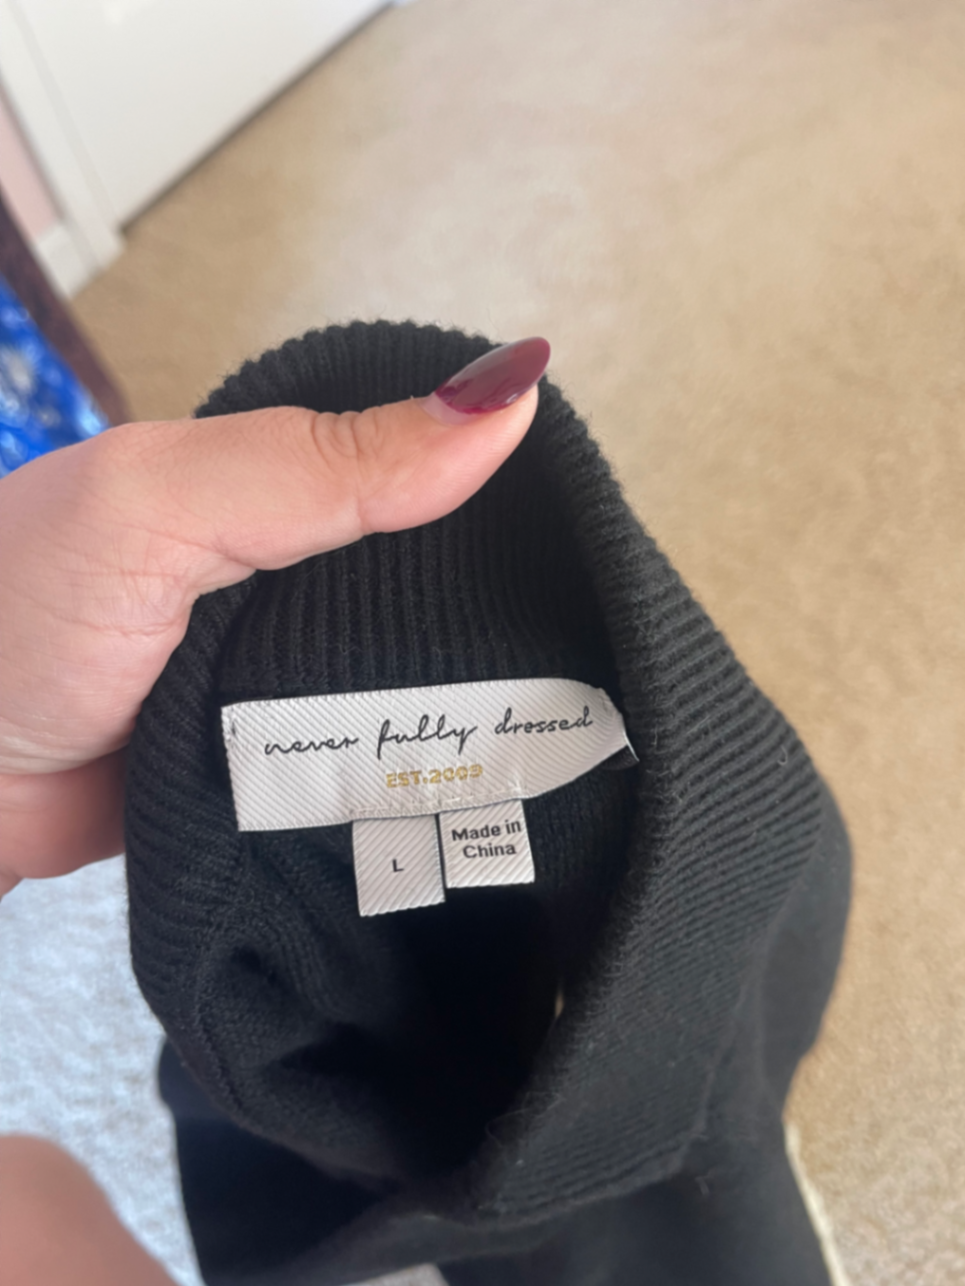 never fully dressed
EST.2009
L
Made in
China